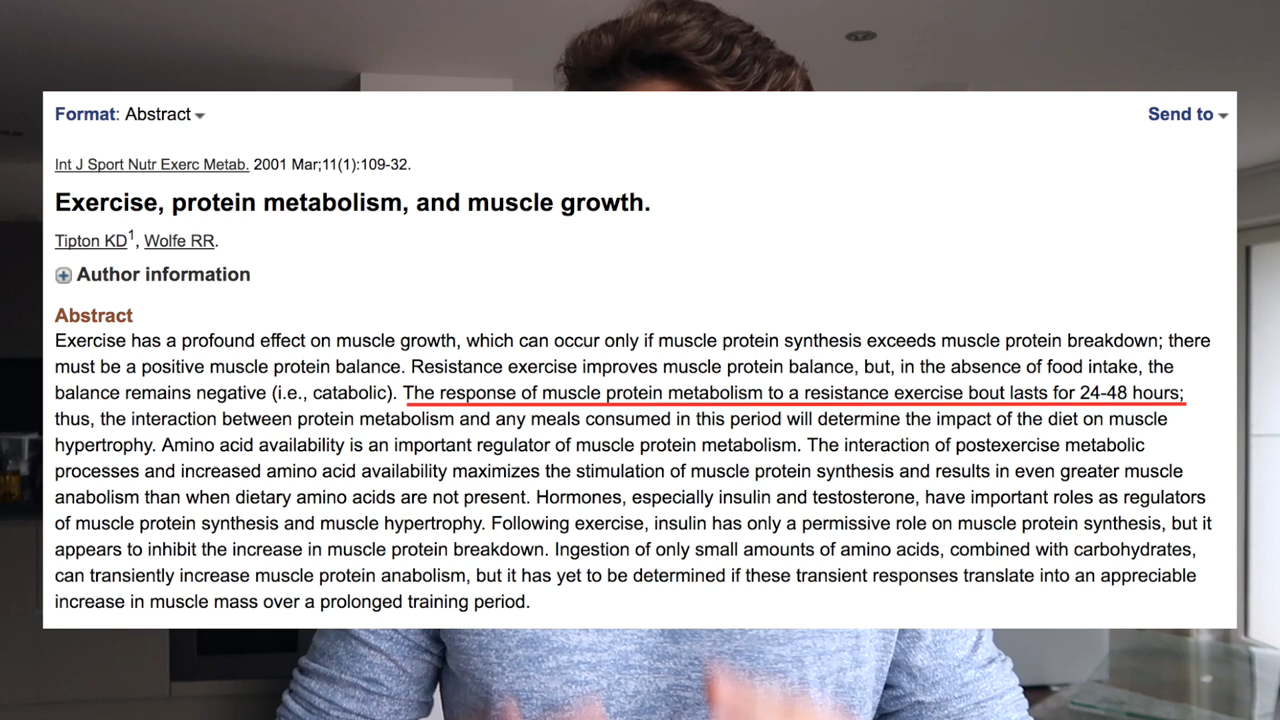 Format: Abstract
Send to
Int J Sport Nutr Exerc Metab. 2001 Mar;11(1):109-32.
Exercise, protein metabolism, and muscle growth.
Tipton KD1, Wolfe RR.
Author information
Abstract
Exercise has a profound effect on muscle growth, which can occur only if muscle protein synthesis exceeds muscle protein breakdown; there
must be a positive muscle protein balance. Resistance exercise improves muscle protein balance, but, in the absence of food intake, the
balance remains negative (i.e., catabolic). The response of muscle protein metabolism to a resistance exercise bout lasts for 24-48 hours;
thus, the interaction between protein metabolism and any meals consumed in this period will determine the impact of the diet on muscle
hypertrophy. Amino acid availability is an important regulator of muscle protein metabolism. The interaction of postexercise metabolic
processes and increased amino acid availability maximizes the stimulation of muscle protein synthesis and results in even greater muscle
anabolism than when dietary amino acids are not present. Hormones, especially insulin and testosterone, have important roles as regulators
of muscle protein synthesis and muscle hypertrophy. Following exercise, insulin has only a permissive role on muscle protein synthesis, but it
appears to inhibit the increase in muscle protein breakdown. Ingestion of only small amounts of amino acids, combined with carbohydrates,
can transiently increase muscle protein anabolism, but it has yet to be determined if these transient responses translate into an appreciable
increase in muscle mass over a prolonged training period.